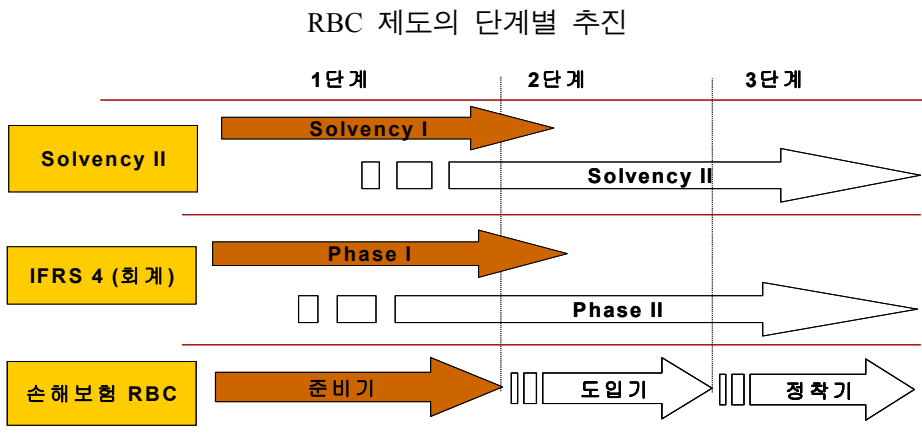 RBC 제도의 단계별 추진
1단계 2단계 3단계
Solvency I
Solvency II
Solvency II
Phase I
IFRS 4 (회계)
Phase II
손해보험 RBC 준비기 도입기 정착기